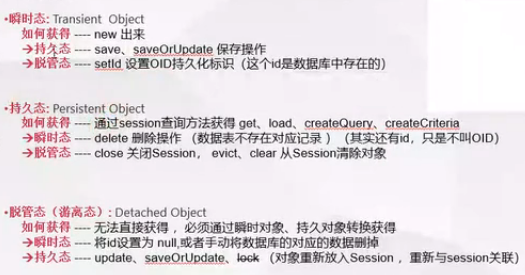 •瞬时态: Transient Object
如何获得 ---- new 出来
→持久态 ---- save、saveOrUpdate 保存操作
→脱管态 ---- setId 设置OID持久化标识（这个id是数据库中存在的）
•持久态: Persistent Object
如何获得 ---- 通过session查询方法获得 get、load、createQuery、createCriteria
→瞬时态 ---- delete 删除操作 （数据表不存在对应记录 ）（其实还有id，只是不叫OID）
→脱管态 ---- close 关闭Session， evict、clear 从Session清除对象
脱管态（游离态）: Detached Object
如何获得 ---- 无法直接获得 ，必须通过瞬时对象、持久对象转换获得
→瞬时态 ---- 将id设置为 null,或者手动将数据库的对应的数据删掉
→持久态 ---- update、saveOrUpdate、lock （对象重新放入Session ，重新与session关联）